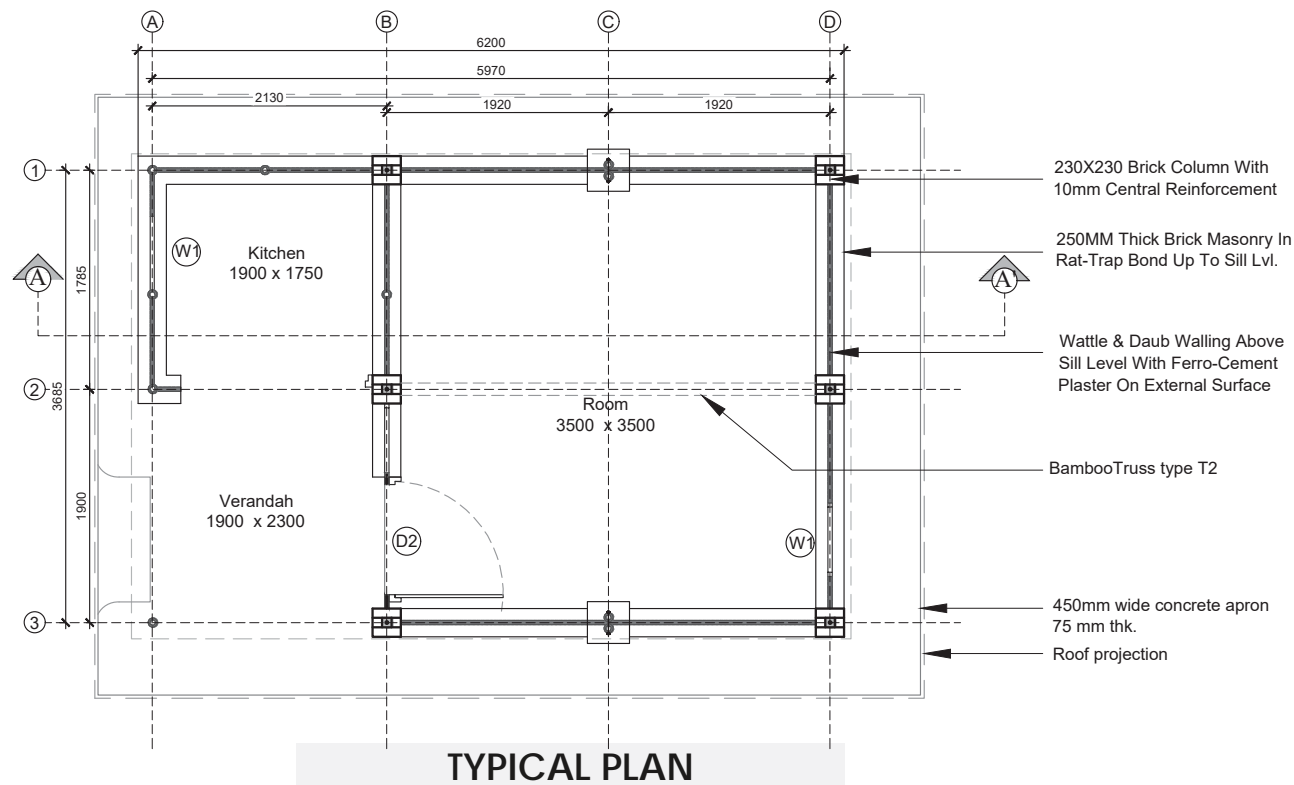 A B C D
6200
5970
2130 1920 1920
1
230X230 Brick Column With
10mm Central Reinforcement
250MM Thick Brick Masonry In
Rat-Trap Bond Up To Sill Lvl.
W1
Kitchen
1900 x 1750
A
A'
1785
Wattle & Daub Walling Above
Sill Level With Ferro-Cement
Plaster On External Surface
2
3685
Room
3500 x 3500
BambooTruss type T2
Verandah
1900 x 2300
1900
D2
W1
3
450mm wide concrete apron
75 mm thk.
Roof projection
TYPICAL PLAN